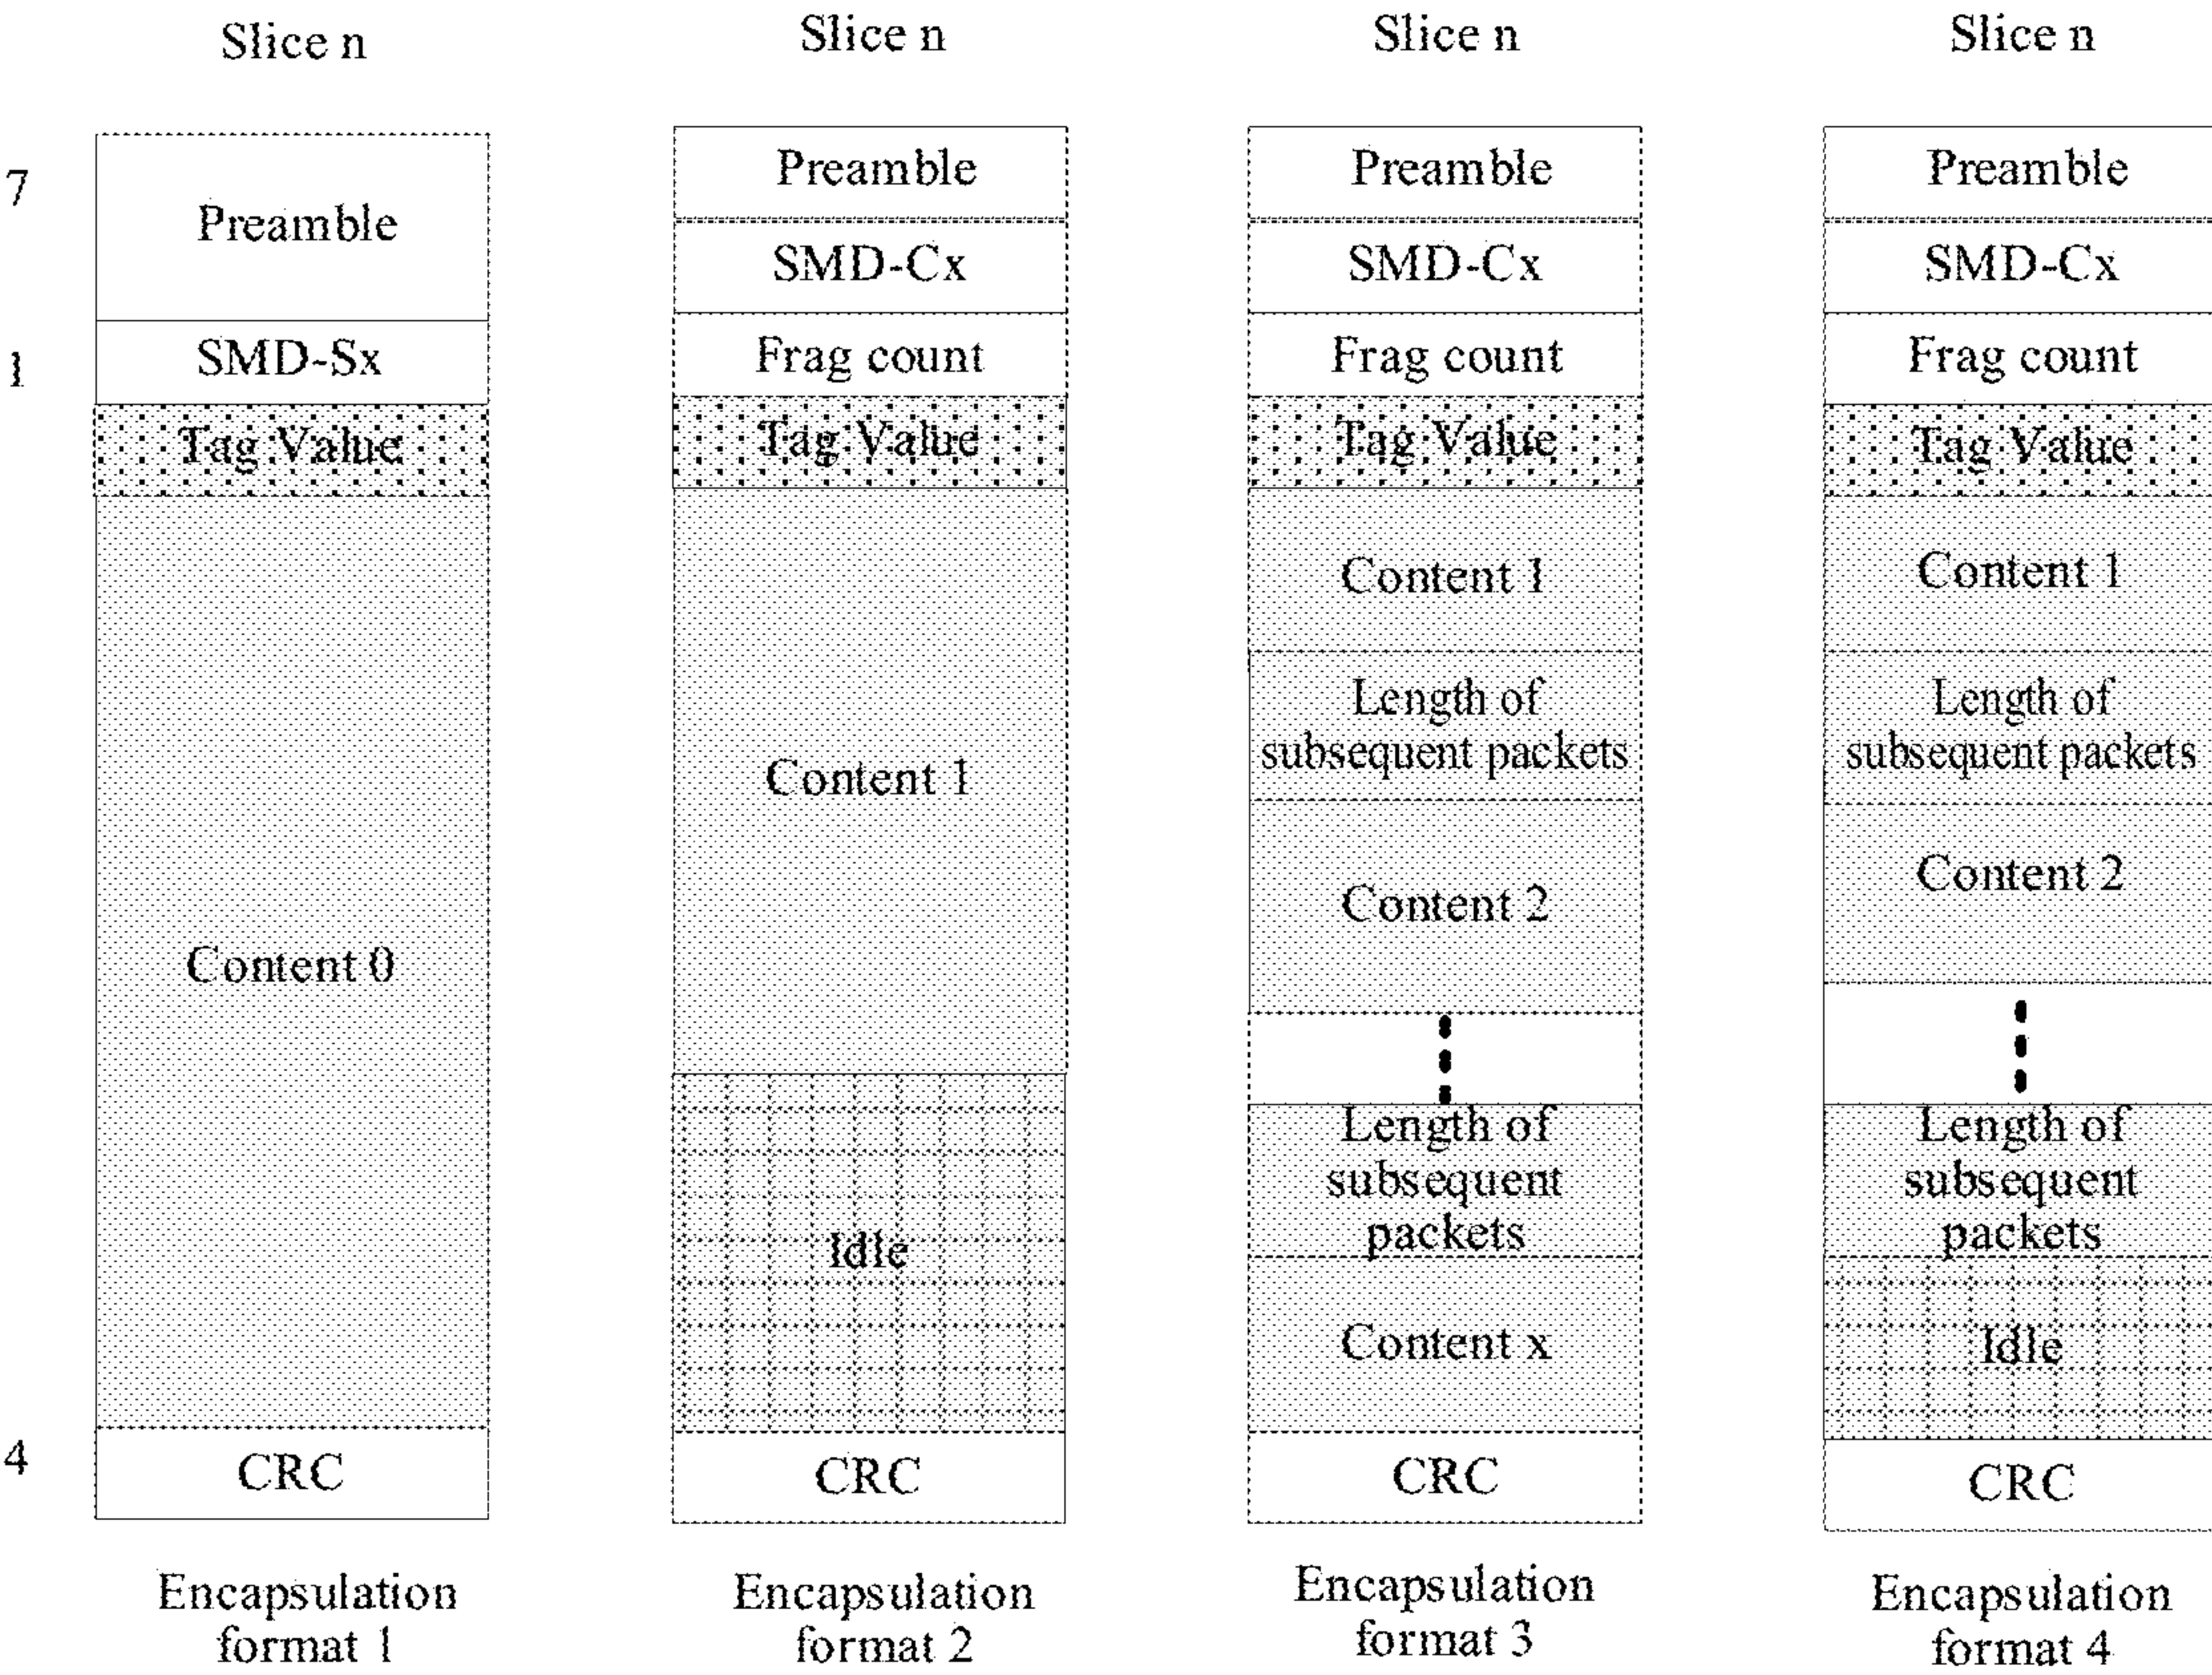 Slice n
7
Preamble
1
SMD-Sx
Tag Value
Content 0
4
CRC
Encapsulation
format 1
Slice n
Preamble
SMD-Cx
Frag count
Tag Value
Content 1
Idle
CRC
Encapsulation
format 2
Slice n
Preamble
SMD-Cx
Frag count
Tag Value
Content 1
Length of
subsequent packets
Content 2
Length of
subsequent
packets
Content x
CRC
Encapsulation
format 3
Slice n
Preamble
SMD-Cx
Frag count
Tag Value
Content 1
Length of
subsequent packets
Content 2
Length of
subsequent
packets
Idle
CRC
Encapsulation
format 4